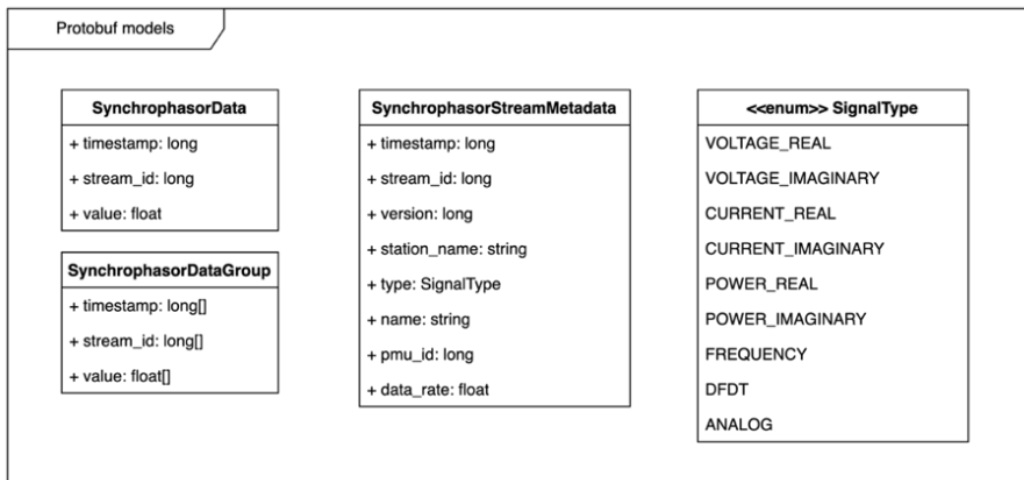 Protobuf models
SynchrophasorData
+ timestamp: long
+ stream_id: long
+ value: float
SynchrophasorDataGroup
+ timestamp: long[]
+ stream_id: long[]
+ value: float[]
SynchrophasorStreamMetadata
+ timestamp: long
+ stream_id: long
+ version: long
+ station_name: string
+ type: SignalType
+ name: string
+ pmu_id: long
+ data_rate: float
<<enum>> SignalType
VOLTAGE_REAL
VOLTAGE_IMAGINARY
CURRENT_REAL
CURRENT_IMAGINARY
POWER_REAL
POWER_IMAGINARY
FREQUENCY
DFDT
ANALOG